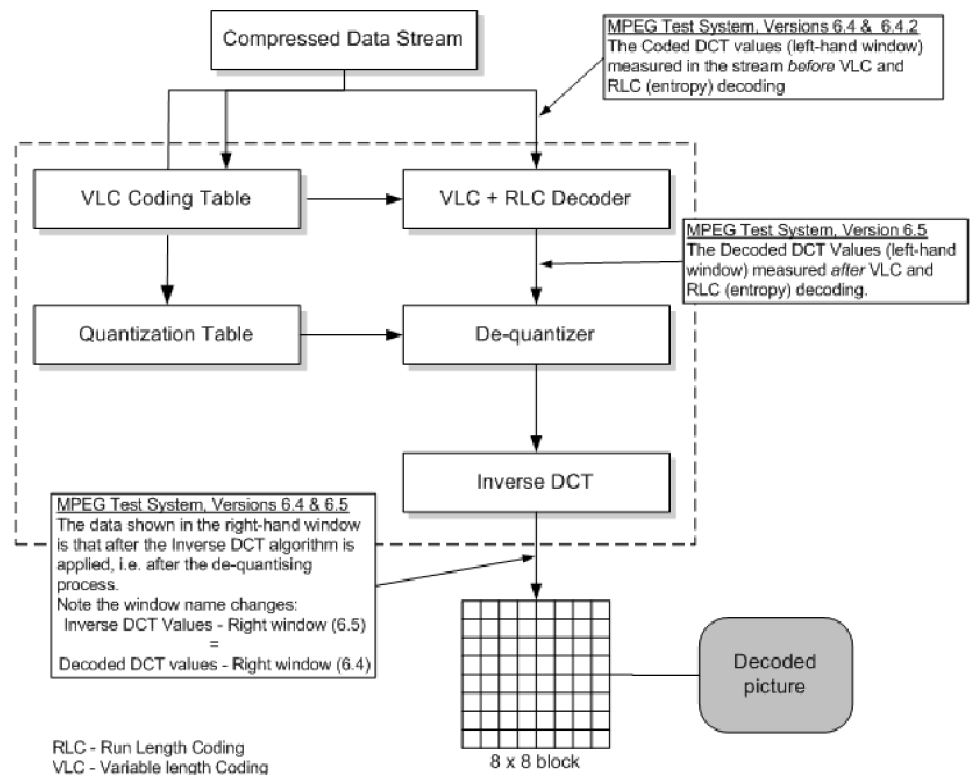 Compressed Data Stream
MPEG Test System, Versions 6.4 & 6.4.2
The Coded DCT values (left-hand window)
measured in the stream before VLC and
RLC (entropy) decoding
VLC Coding Table
VLC + RLC Decoder
MPEG Test System, Version 6.5
The Decoded DCT Values (left-hand
window) measured after VLC and
RLC (entropy) decoding.
Quantization Table
De-quantizer
Inverse DCT
MPEG Test System, Versions 6.4 & 6.5
The data shown in the right-hand window
is that after the Inverse DCT algorithm is
applied, i.e. after the de-quantising
process.
Note the window name changes:
Inverse DCT Values - Right window (6.5)
=
Decoded DCT values - Right window (6.4)
Decoded
picture
8 x 8 block
RLC - Run Length Coding
VLC - Variable length Coding